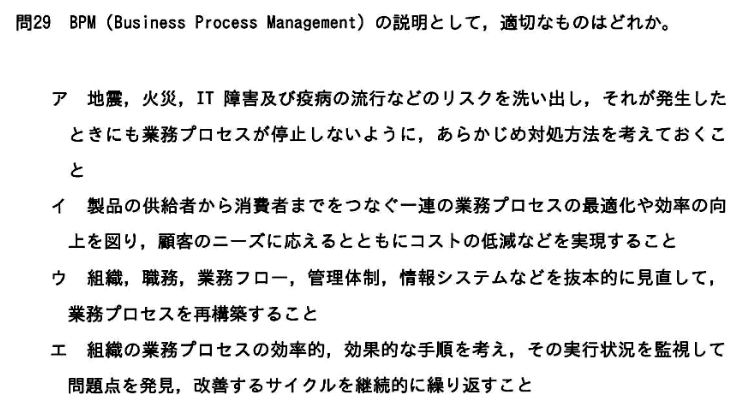 問29 BPM（Business Process Management）の説明として，適切なものはどれか。
ア 地震，火災，IT 障害及び疫病の流行などのリスクを洗い出し，それが発生した
ときにも業務プロセスが停止しないように，あらかじめ対処方法を考えておくこ
と
イ 製品の供給者から消費者までをつなぐ一連の業務プロセスの最適化や効率の向
上を図り，顧客のニーズに応えるとともにコストの低減などを実現すること
ウ 組織，職務，業務フロー，管理体制，情報システムなどを抜本的に見直して，
業務プロセスを再構築すること
エ 組織の業務プロセスの効率的，効果的な手順を考え，その実行状況を監視して
問題点を発見，改善するサイクルを継続的に繰り返すこと